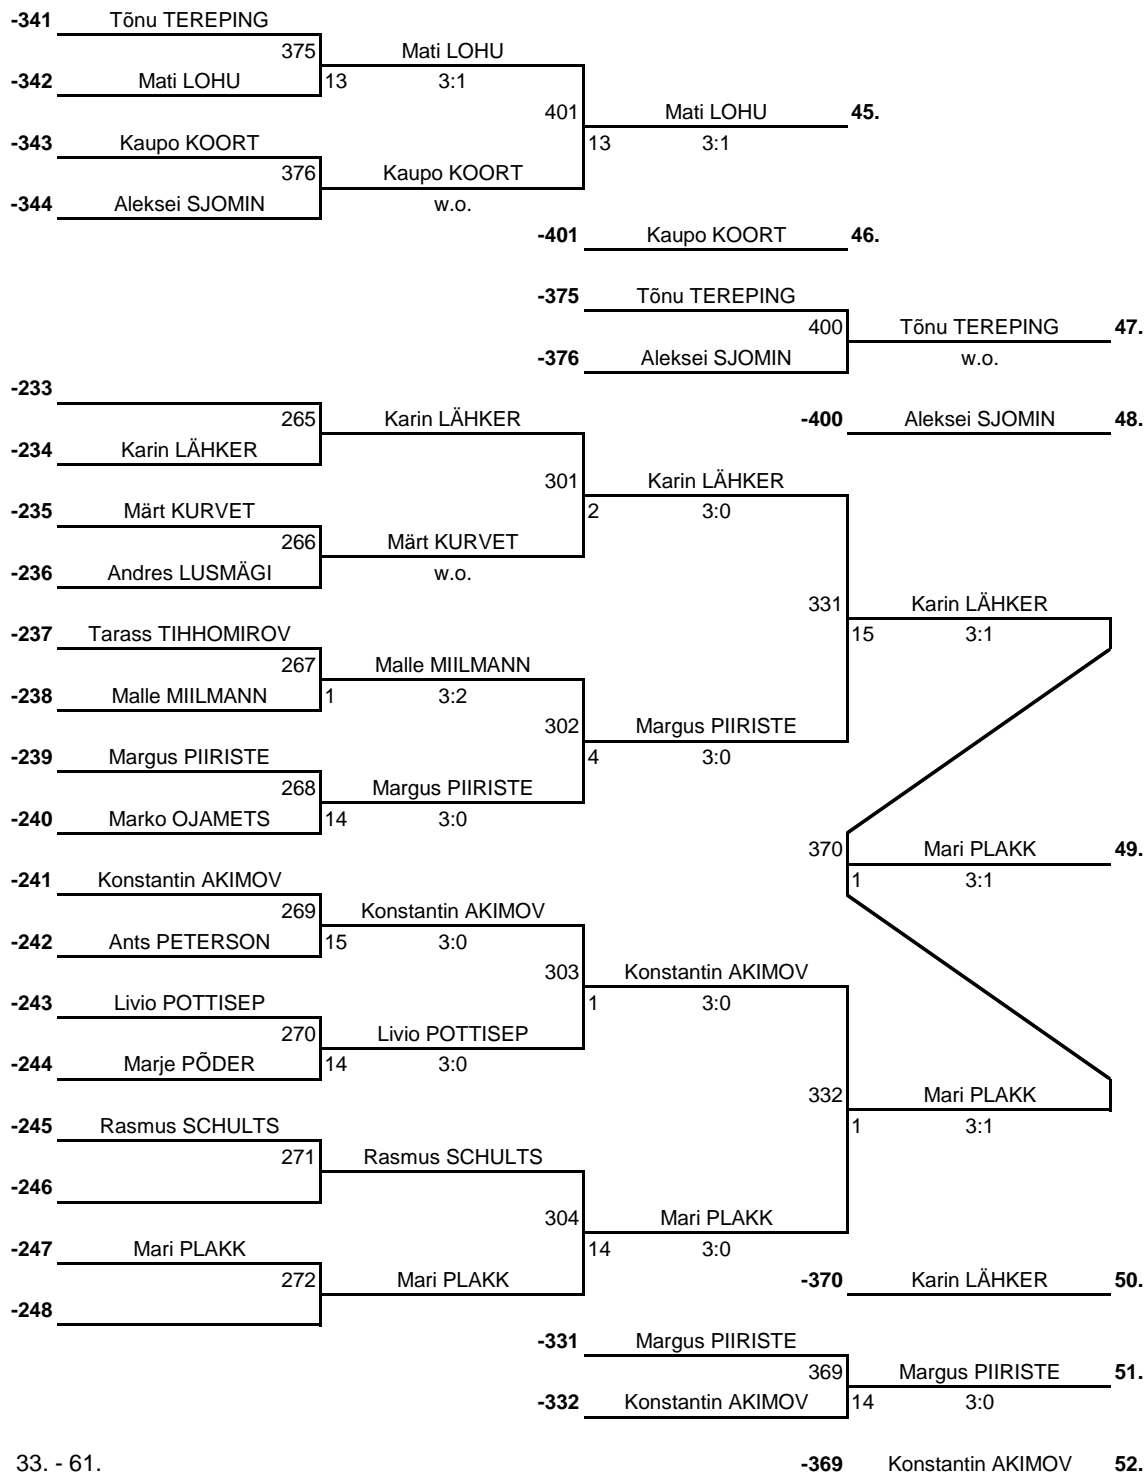 -341 Tõnu TEREPING
375 Mati LOHU
-342 Mati LOHU 13 3:1
401 Mati LOHU 45.
-343 Kaupo KOORT 13 3:1
376 Kaupo KOORT
-344 Aleksei SJOMIN w.o.
-401 Kaupo KOORT 46.
-375 Tõnu TEREPING
400 Tõnu TEREPING 47.
-376 Aleksei SJOMIN w.o.
-233
265 Karin LÄHKER -400 Aleksei SJOMIN 48.
-234 Karin LÄHKER
301 Karin LÄHKER
-235 Märt KURVET 2 3:0
266 Märt KURVET
-236 Andres LUSMÄGI w.o.
331 Karin LÄHKER
-237 Tarass TIHHOMIROV 15 3:1
267 Malle MIILMANN
-238 Malle MIILMANN 1 3:2
302 Margus PIIRISTE
-239 Margus PIIRISTE 4 3:0
268 Margus PIIRISTE
-240 Marko OJAMETS 14 3:0
370 Mari PLAKK 49.
-241 Konstantin AKIMOV 1 3:1
269 Konstantin AKIMOV
-242 Ants PETERSON 15 3:0
303 Konstantin AKIMOV
-243 Livio POTTISEP 1 3:0
270 Livio POTTISEP
-244 Marje PÕDER 14 3:0
332 Mari PLAKK
-245 Rasmus SCHULTS 1 3:1
271 Rasmus SCHULTS
-246
304 Mari PLAKK
-247 Mari PLAKK 14 3:0
272 Mari PLAKK -370 Karin LÄHKER 50.
-248
-331 Margus PIIRISTE
369 Margus PIIRISTE 51.
-332 Konstantin AKIMOV 14 3:0
33. - 61. -369 Konstantin AKIMOV 52.